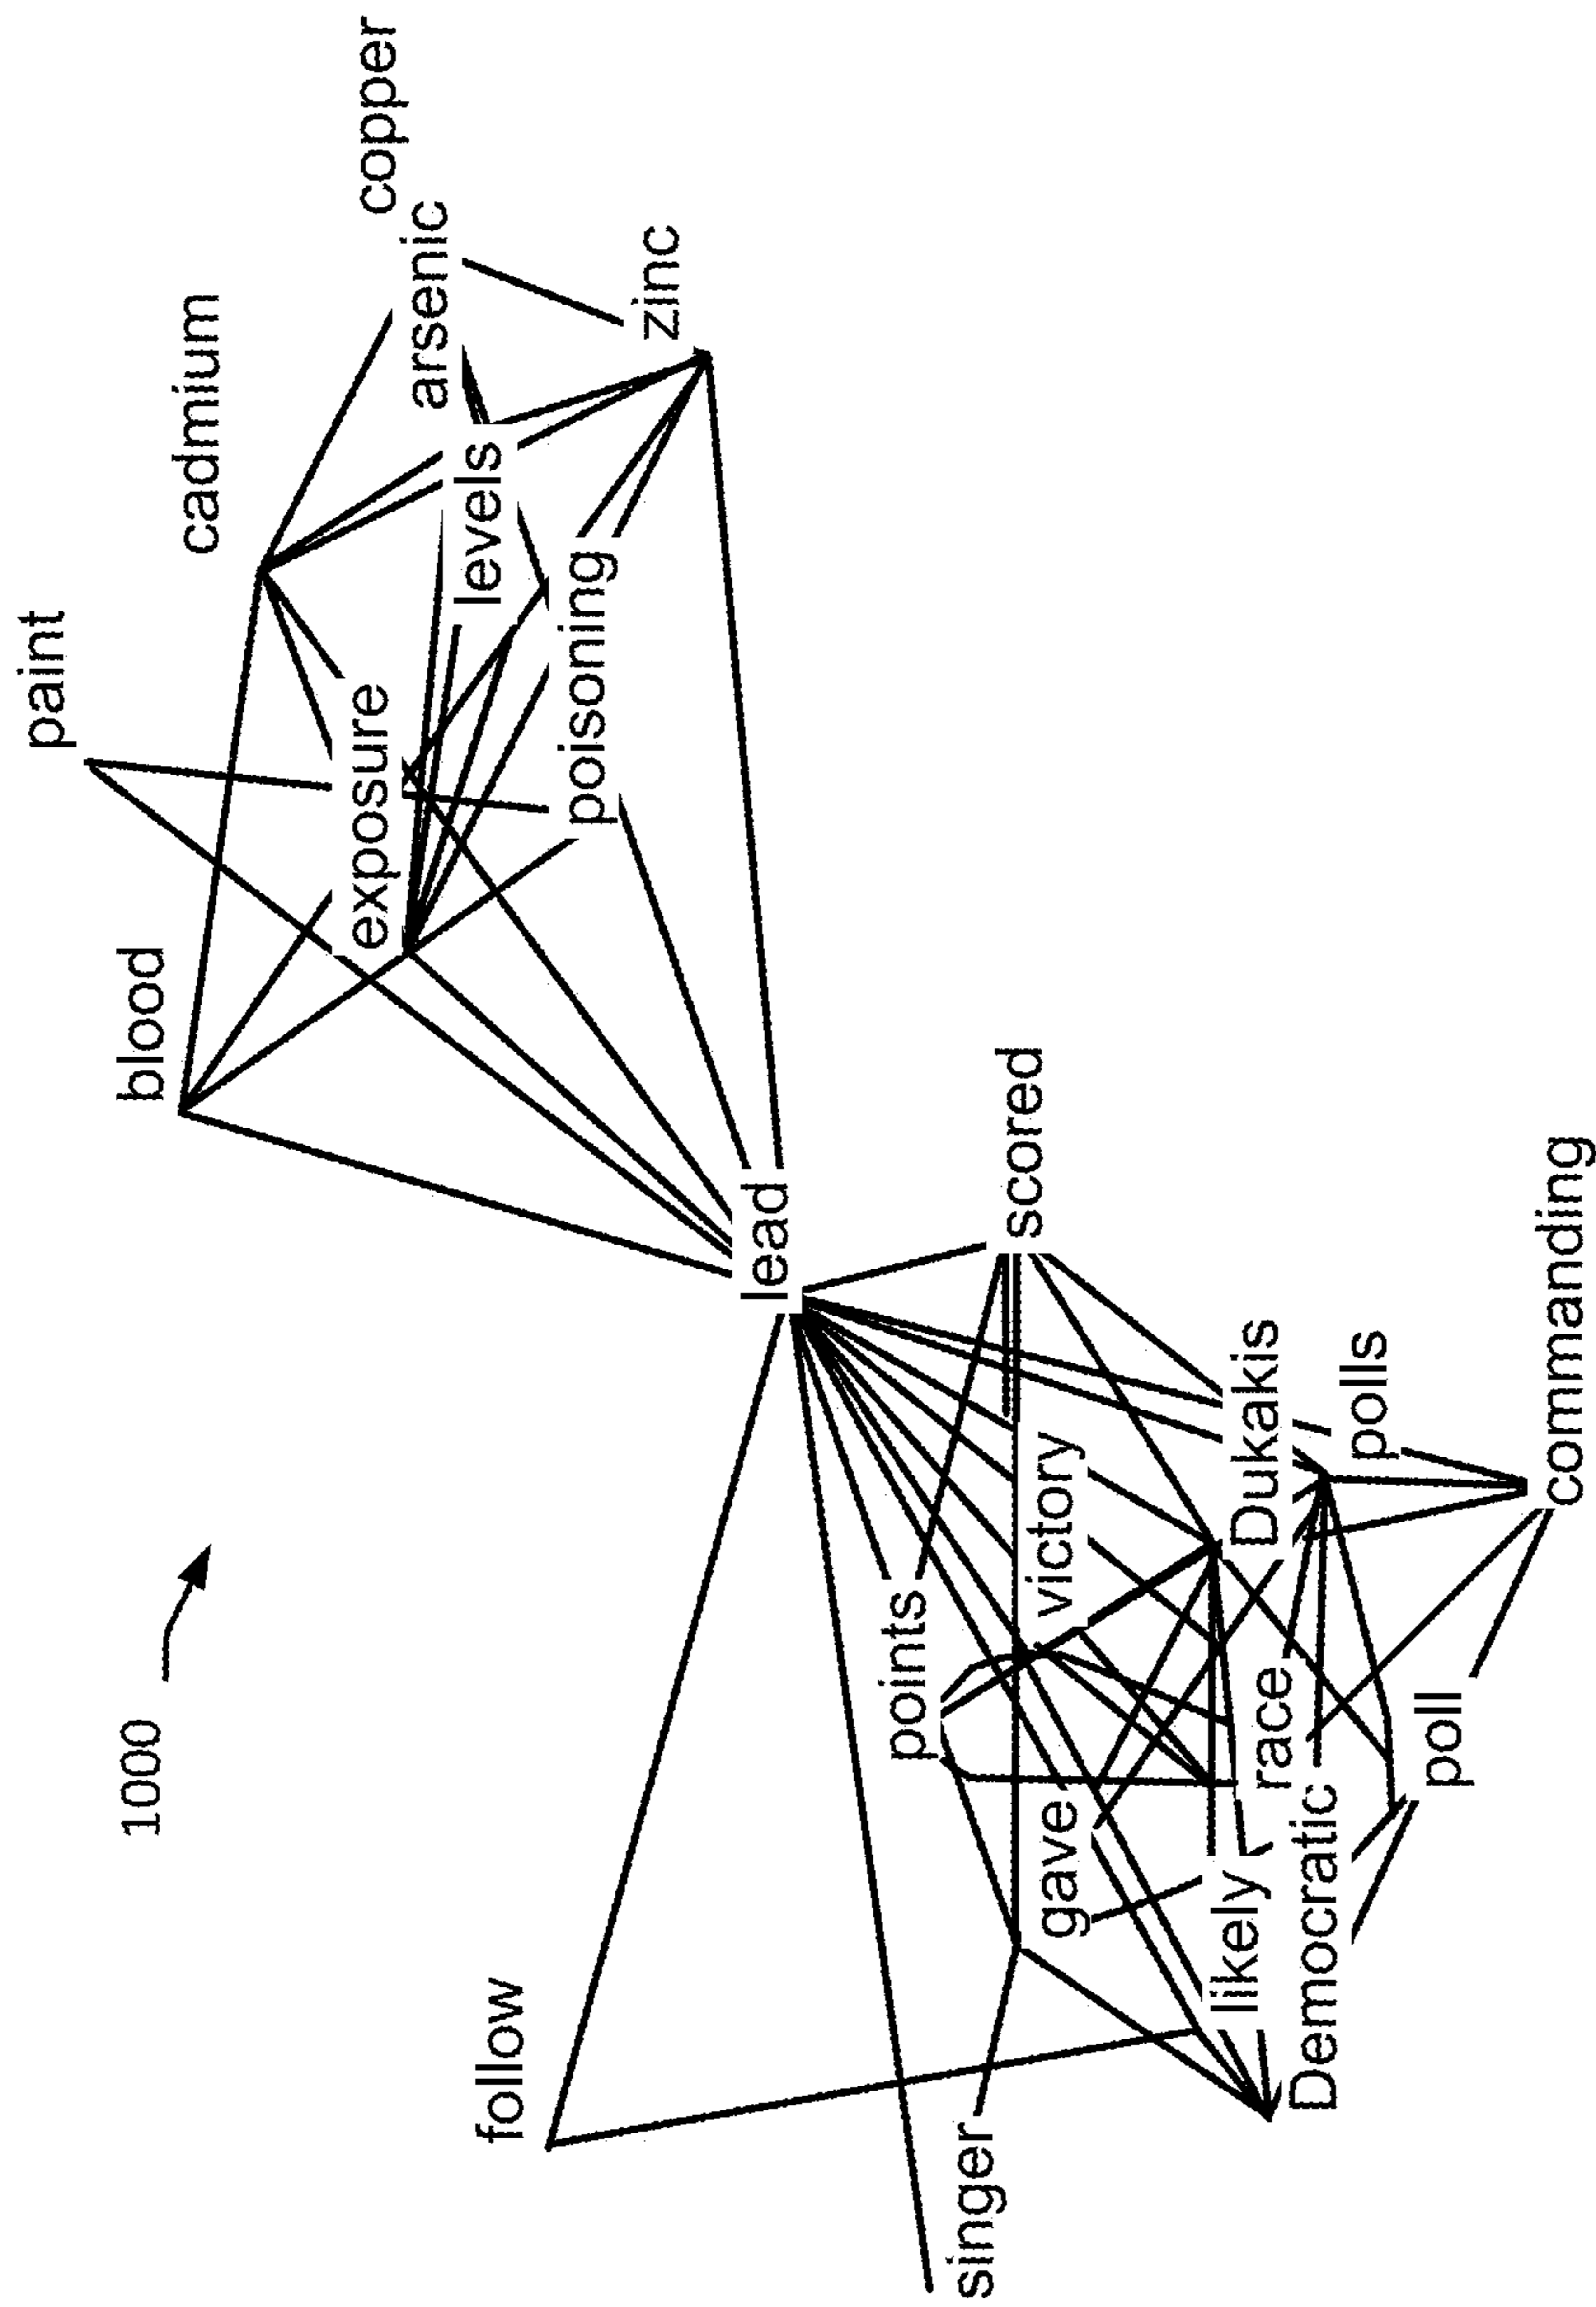 1000
paint
blood
cadmium
exposure
copper
arsenic
levels
poisoning
zinc
follow
lead
singer
points
scored
gave
victory
likely
race
Dukakis
Democratic
polls
poll
commanding